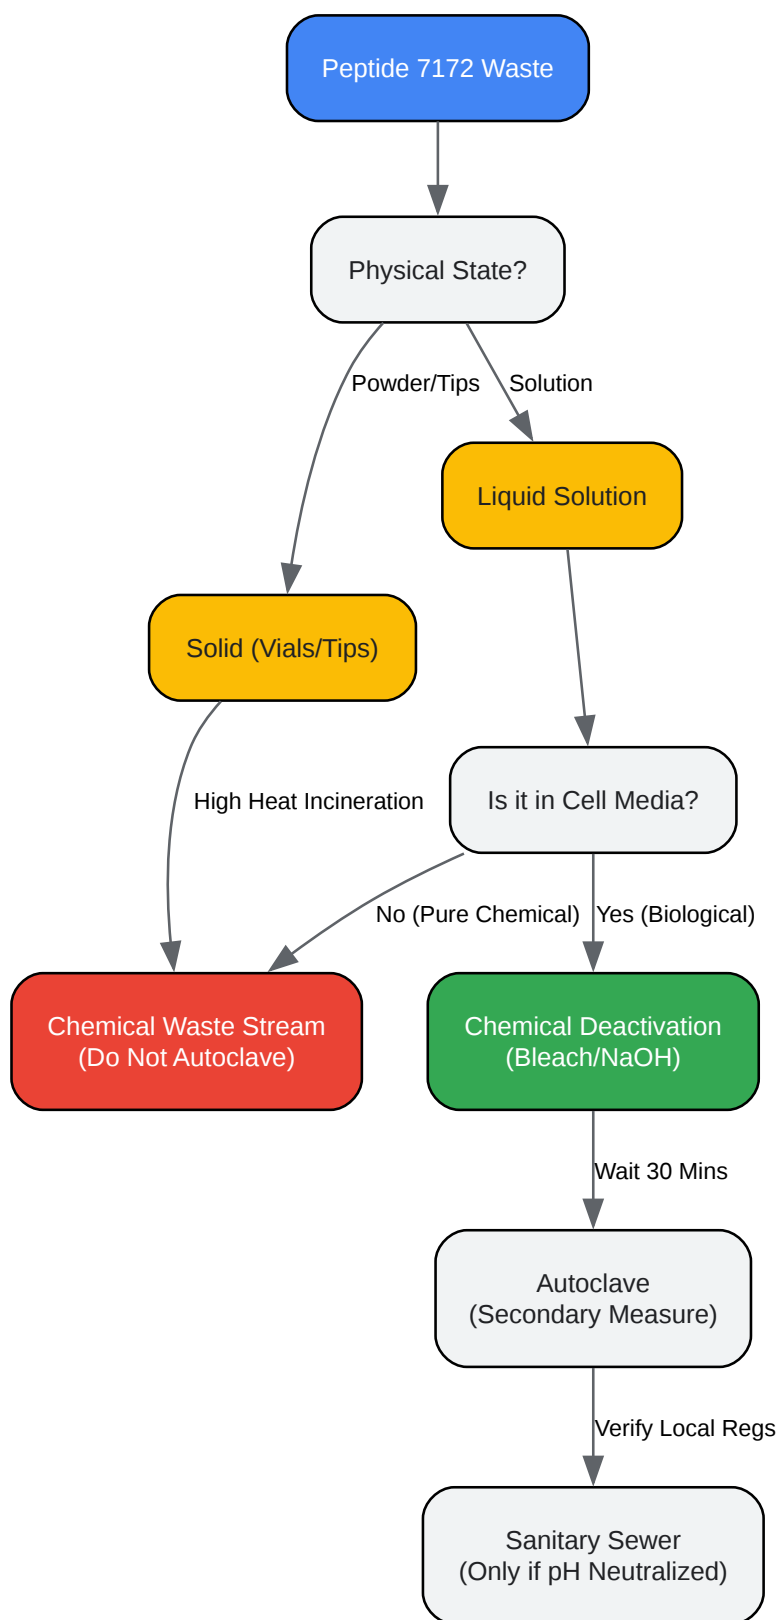 Peptide 7172 Waste
Physical State?
Powder/Tips
Solution
Liquid Solution
Solid (Vials/Tips)
High Heat Incineration
Is it in Cell Media?
No (Pure Chemical)
Yes (Biological)
Chemical Waste Stream
(Do Not Autoclave)
Chemical Deactivation
(Bleach/NaOH)
Wait 30 Mins
Autoclave
(Secondary Measure)
Verify Local Regs
Sanitary Sewer
(Only if pH Neutralized)